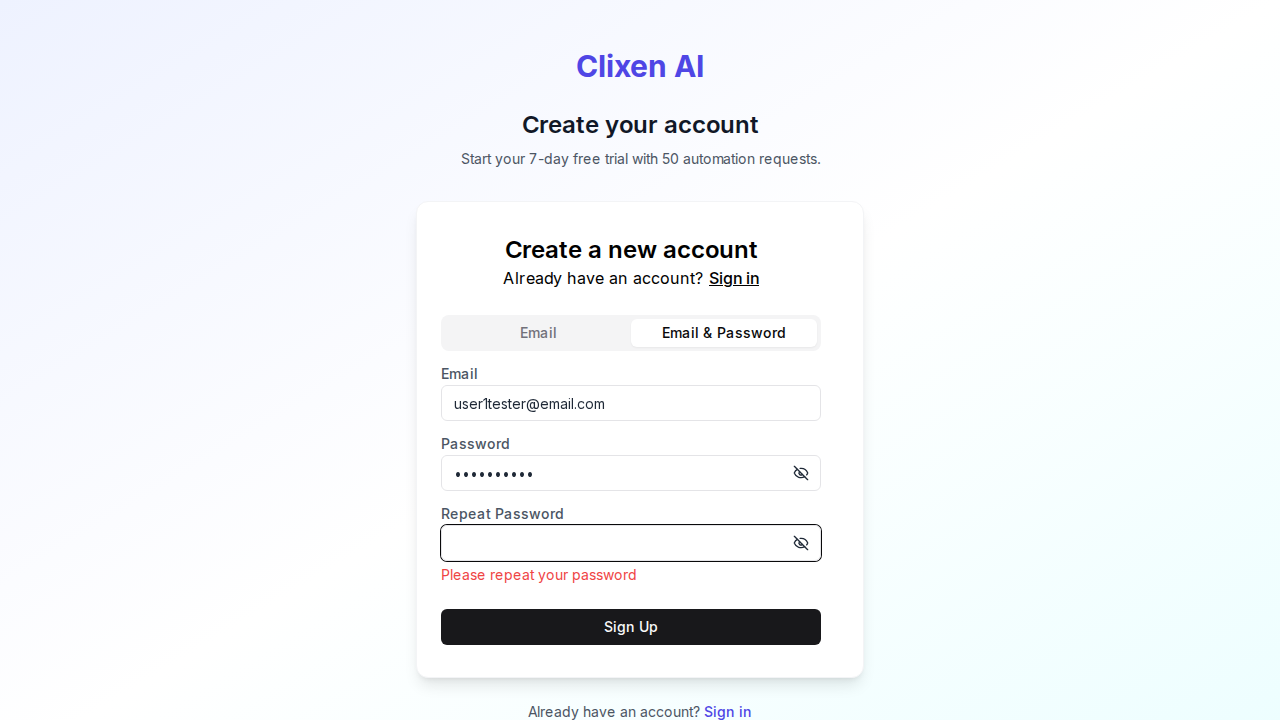 Clixen AI
Create your account
Start your 7-day free trial with 50 automation requests.
Create a new account
Already have an account? Sign in
Email
Email & Password
Email
user1tester@email.com
Password
••••••••••
Repeat Password
Please repeat your password
Sign Up
Already have an account? Sign in